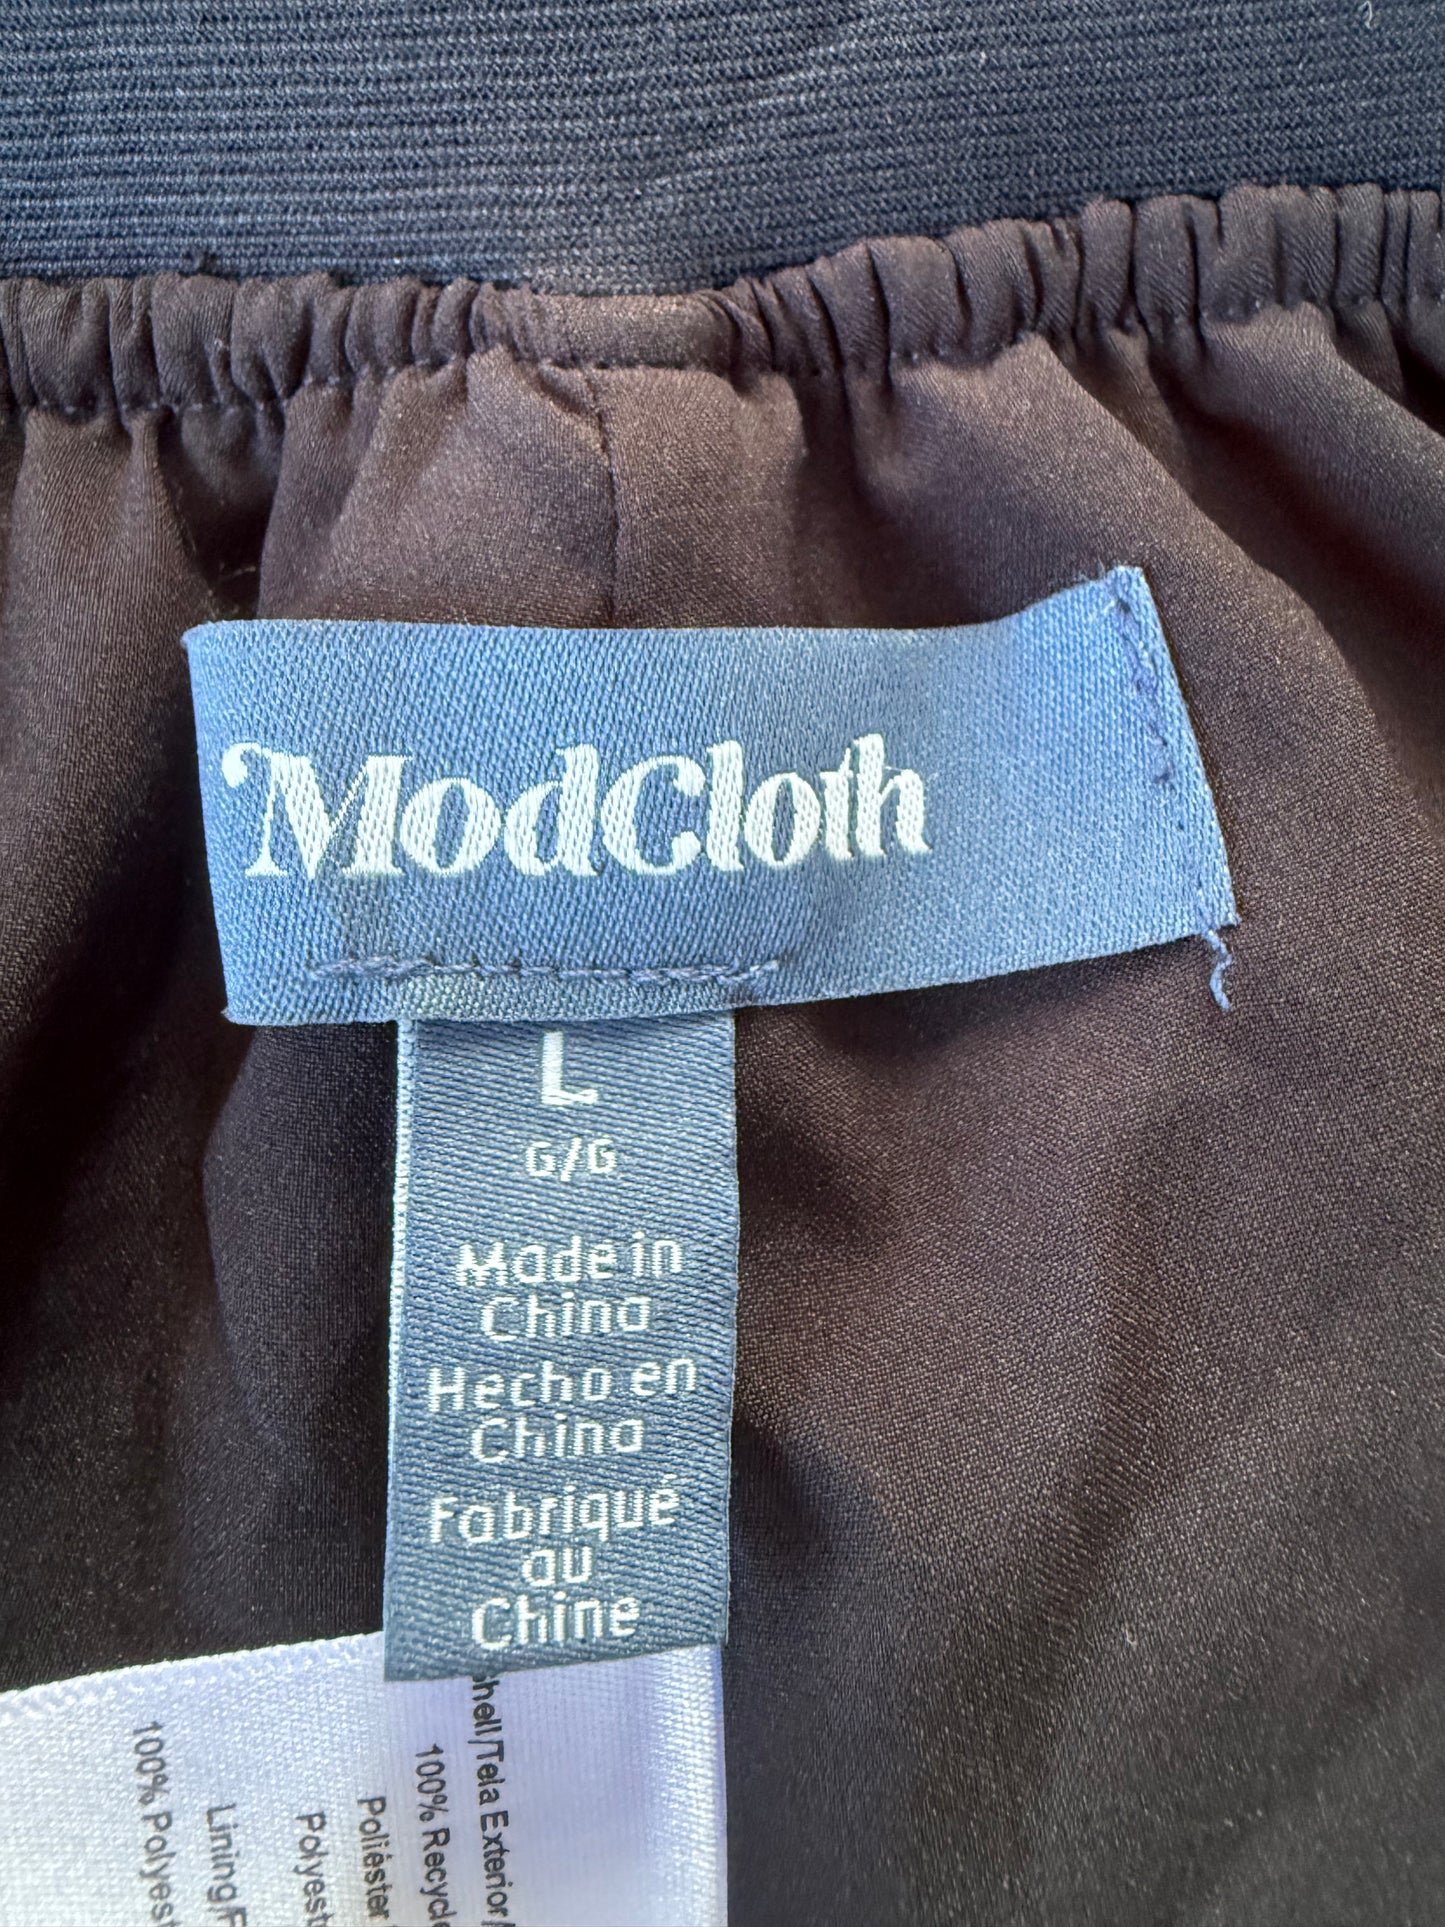 ModCloth
L
G/G
Made in
China
Hecho en
China
Fabriqué
au
Chine
Shell/Tela Exterior/
100% Recycle
Poliéster
Polyest
Lining/F
100% Polyest